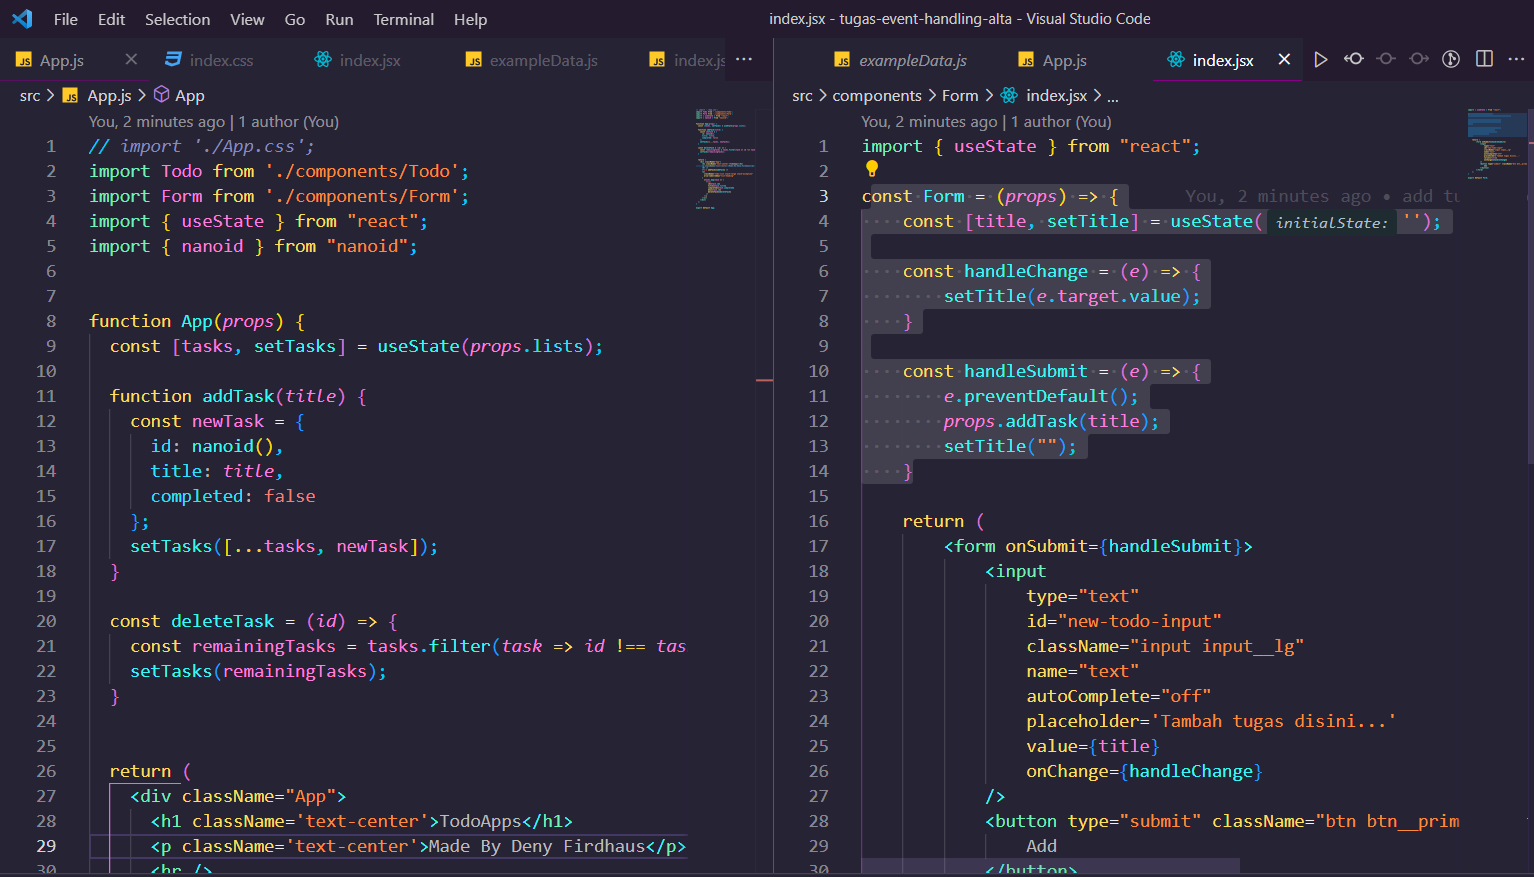 File Edit Selection View Go Run Terminal Help
index.jsx - tugas-event-handling-alta - Visual Studio Code
JS App.js
index.css
index.jsx
JS exampleData.js
JS index.js
src > JS App.js > App
You, 2 minutes ago | 1 author (You)
1 // import './App.css';
2 import Todo from './components/Todo';
3 import Form from './components/Form';
4 import { useState } from "react";
5 import { nanoid } from "nanoid";
6
7
8 function App(props) {
9 const [tasks, setTasks] = useState(props.lists);
10
11 function addTask(title) {
12 const newTask = {
13 id: nanoid(),
14 title: title,
15 completed: false
16 };
17 setTasks([...tasks, newTask]);
18 }
19
20 const deleteTask = (id) => {
21 const remainingTasks = tasks.filter(task => id !== tas
22 setTasks(remainingTasks);
23 }
24
25
26 return (
27 <div className="App">
28 <h1 className='text-center'>TodoApps</h1>
29 <p className='text-center'>Made By Deny Firdhaus</p>
30 <hr />
JS exampleData.js
JS App.js
index.jsx
src > components > Form > index.jsx > ...
You, 2 minutes ago | 1 author (You)
1 import { useState } from "react";
2
3 const Form = (props) => { You, 2 minutes ago • add tu
4 const [title, setTitle] = useState( initialState: '');
5
6 const handleChange = (e) => {
7 setTitle(e.target.value);
8 }
9
10 const handleSubmit = (e) => {
11 e.preventDefault();
12 props.addTask(title);
13 setTitle("");
14 }
15
16 return (
17 <form onSubmit={handleSubmit}>
18 <input
19 type="text"
20 id="new-todo-input"
21 className="input input__lg"
22 name="text"
23 autoComplete="off"
24 placeholder='Tambah tugas disini...'
25 value={title}
26 onChange={handleChange}
27 />
28 <button type="submit" className="btn btn__prim
29 Add
30 </button>